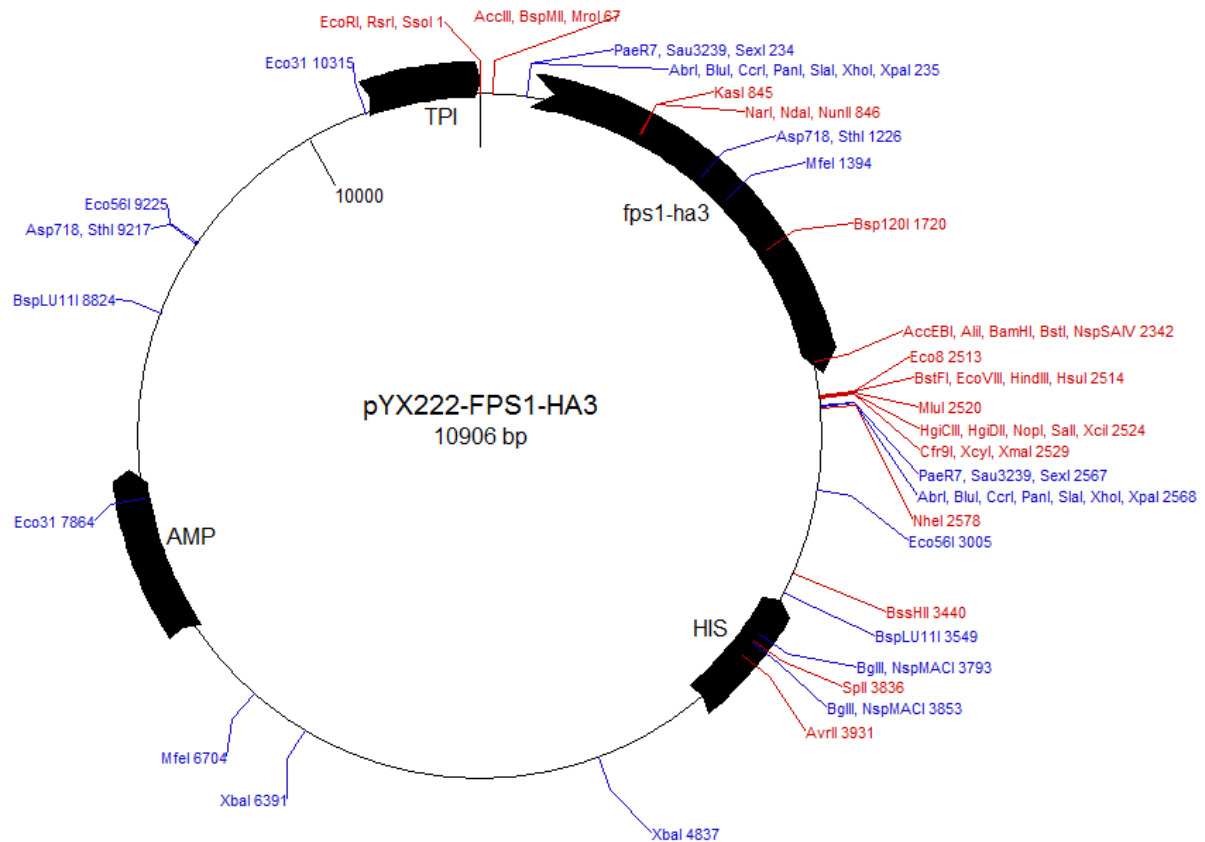 EcoRI, RsrI, SsoI 1
AccIII, BspMII, MroI 67
PaeR7, Sau3239, SexI 234
AbrI, BluI, CcrI, PanI, SlaI, XhoI, XpaI 235
Eco31 10315
KasI 845
NarI, NdaI, NunII 846
TPI
Asp718, SthI 1226
MfeI 1394
10000
Eco56I 9225
Asp718, SthI 9217
fps1-ha3
Bsp120I 1720
BspLU11I 8824
AccEBI, AliI, BamHI, BstI, NspSAIV 2342
Eco8 2513
BstFI, EcoVIII, HindIII, HsuI 2514
pYX222-FPS1-HA3
10906 bp
MluI 2520
HgiCIII, HgiDII, NopI, SalI, XciI 2524
Cfr9I, XcyI, XmaI 2529
PaeR7, Sau3239, SexI 2567
AbrI, BluI, CcrI, PanI, SlaI, XhoI, XpaI 2568
NheI 2578
Eco31 7864
AMP
Eco56I 3005
BssHII 3440
HIS
BspLU11I 3549
BglII, NspMACI 3793
SplI 3836
BglII, NspMACI 3853
AvrII 3931
MfeI 6704
XbaI 6391
XbaI 4837